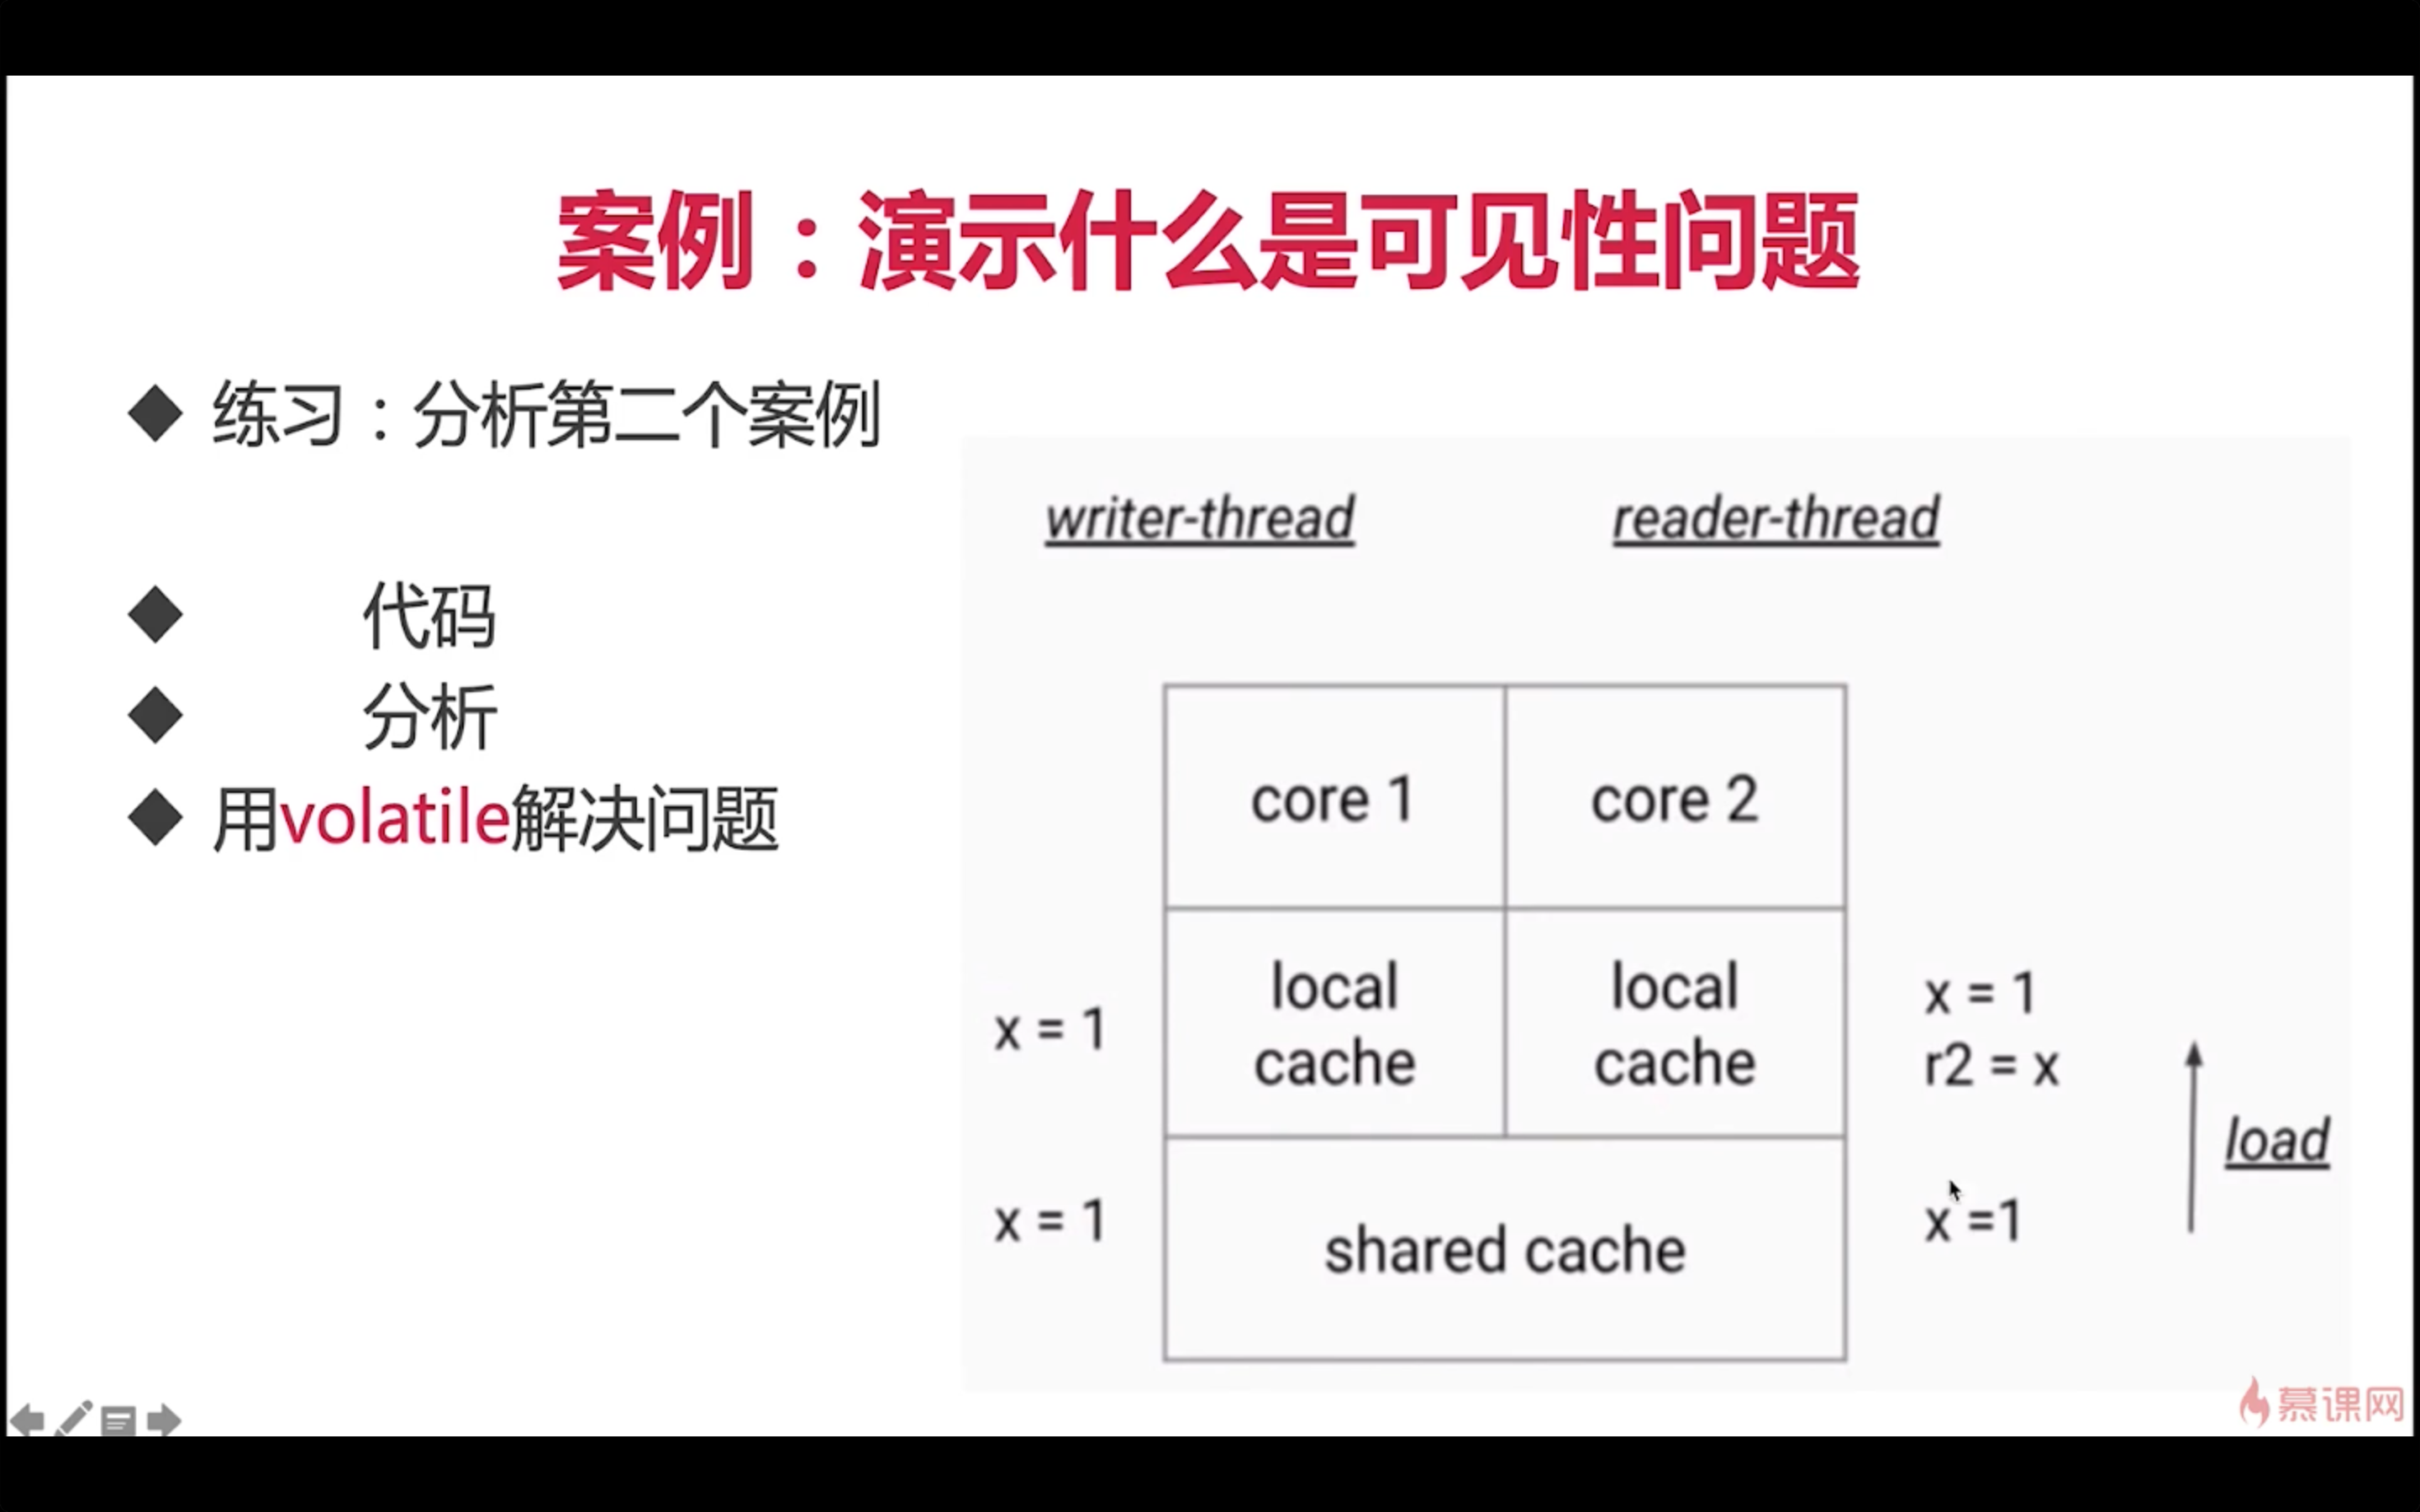 案例：演示什么是可见性问题
练习：分析第二个案例
代码
分析
用volatile解决问题
writer-thread
reader-thread
core 1
core 2
local cache
local cache
x = 1
x = 1
r2 = x
load
x = 1
shared cache
x =1
慕课网